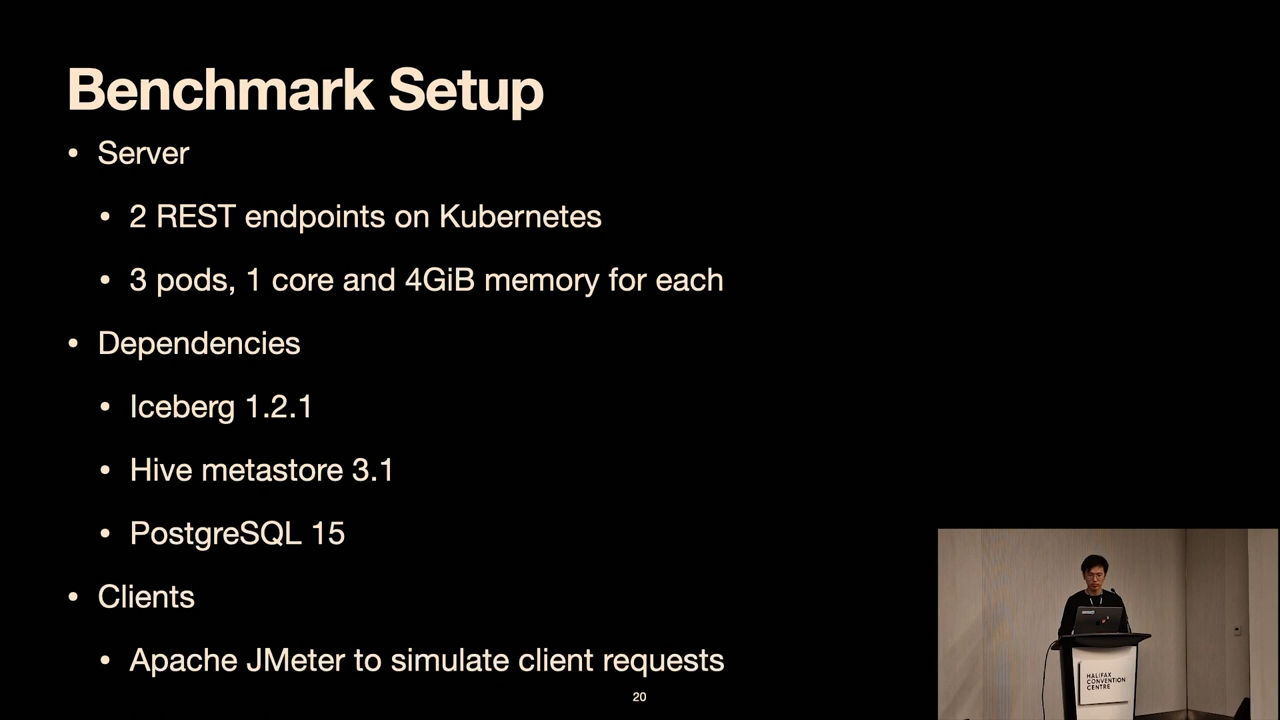 Benchmark Setup
• Server
• 2 REST endpoints on Kubernetes
• 3 pods, 1 core and 4GiB memory for each
• Dependencies
• Iceberg 1.2.1
• Hive metastore 3.1
• PostgreSQL 15
• Clients
• Apache JMeter to simulate client requests
20
HALIFAX
CONVENTION
CENTRE